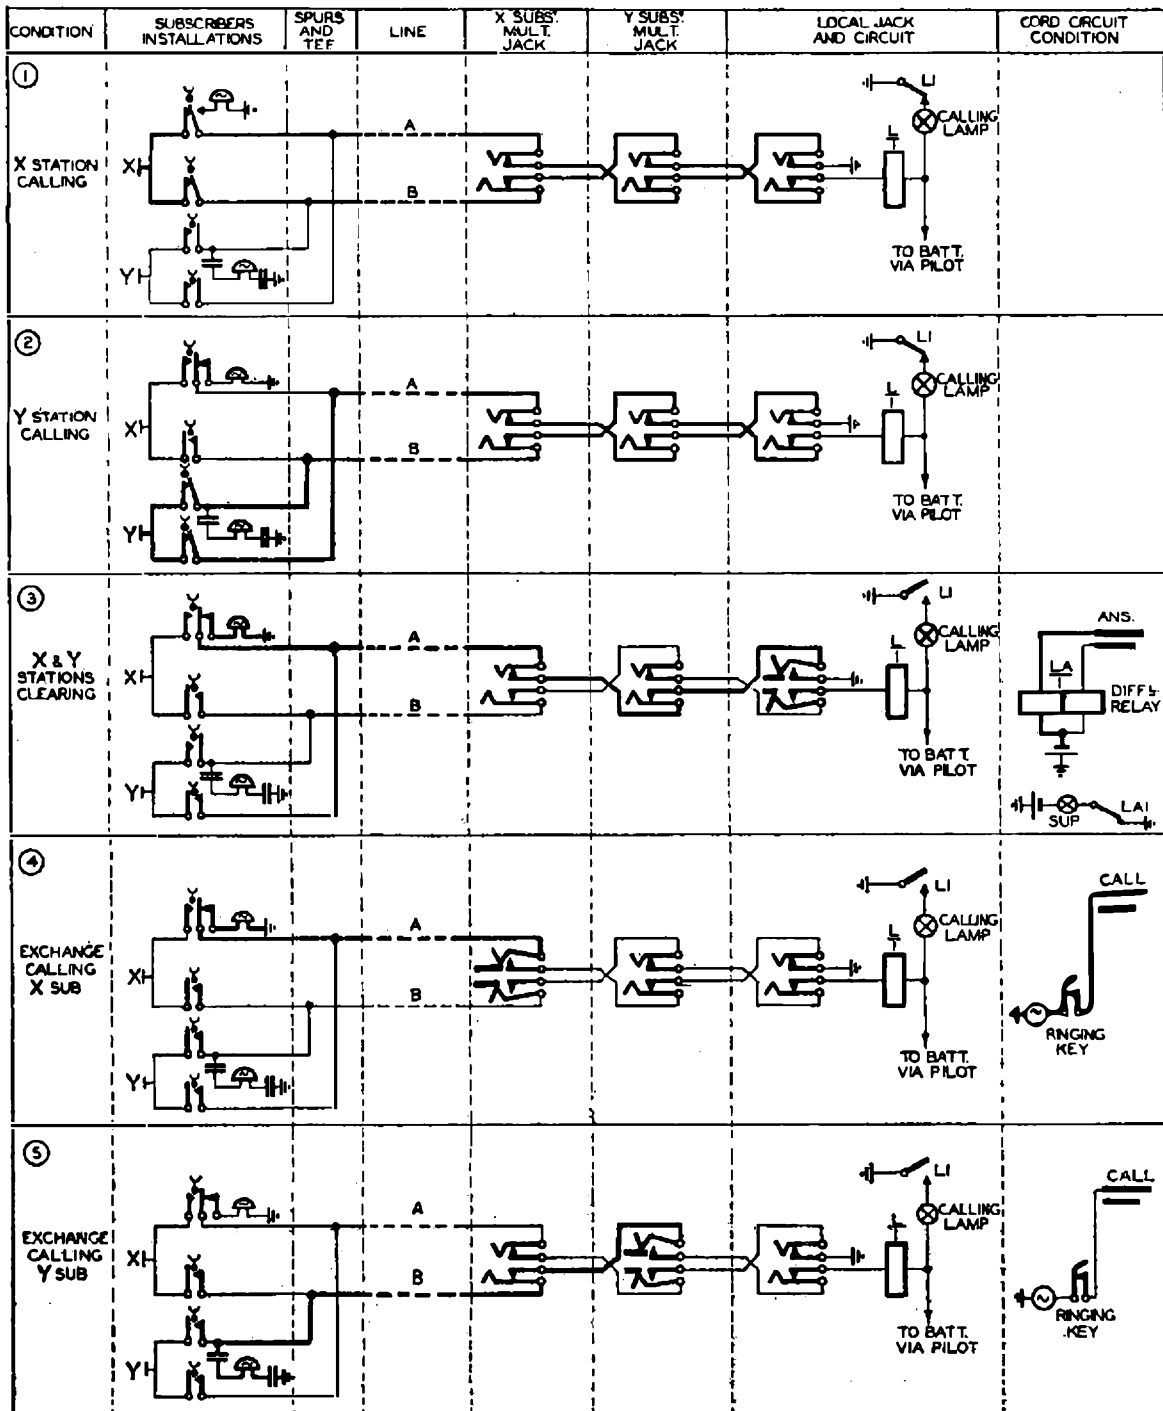 CONDITION
SUBSCRIBERS INSTALLATIONS
SPURS AND TEE
LINE
X SUBS'. MULT. JACK
Y SUBS'. MULT. JACK
LOCAL JACK AND CIRCUIT
CORD CIRCUIT CONDITION
1
X STATION CALLING
X
Y
A
B
L1
CALLING LAMP
L
TO BATT. VIA PILOT
2
Y STATION CALLING
X
Y
A
B
L1
CALLING LAMP
L
TO BATT. VIA PILOT
3
X & Y STATIONS CLEARING
X
Y
A
B
L1
CALLING LAMP
L
TO BATT. VIA PILOT
ANS.
LA
DIFF'L RELAY
SUP
LA1
4
EXCHANGE CALLING X SUB
X
Y
A
B
L1
CALLING LAMP
L
TO BATT. VIA PILOT
CALL
RINGING KEY
5
EXCHANGE CALLING Y SUB
X
Y
A
B
L1
CALLING LAMP
TO BATT. VIA PILOT
CALL
RINGING KEY